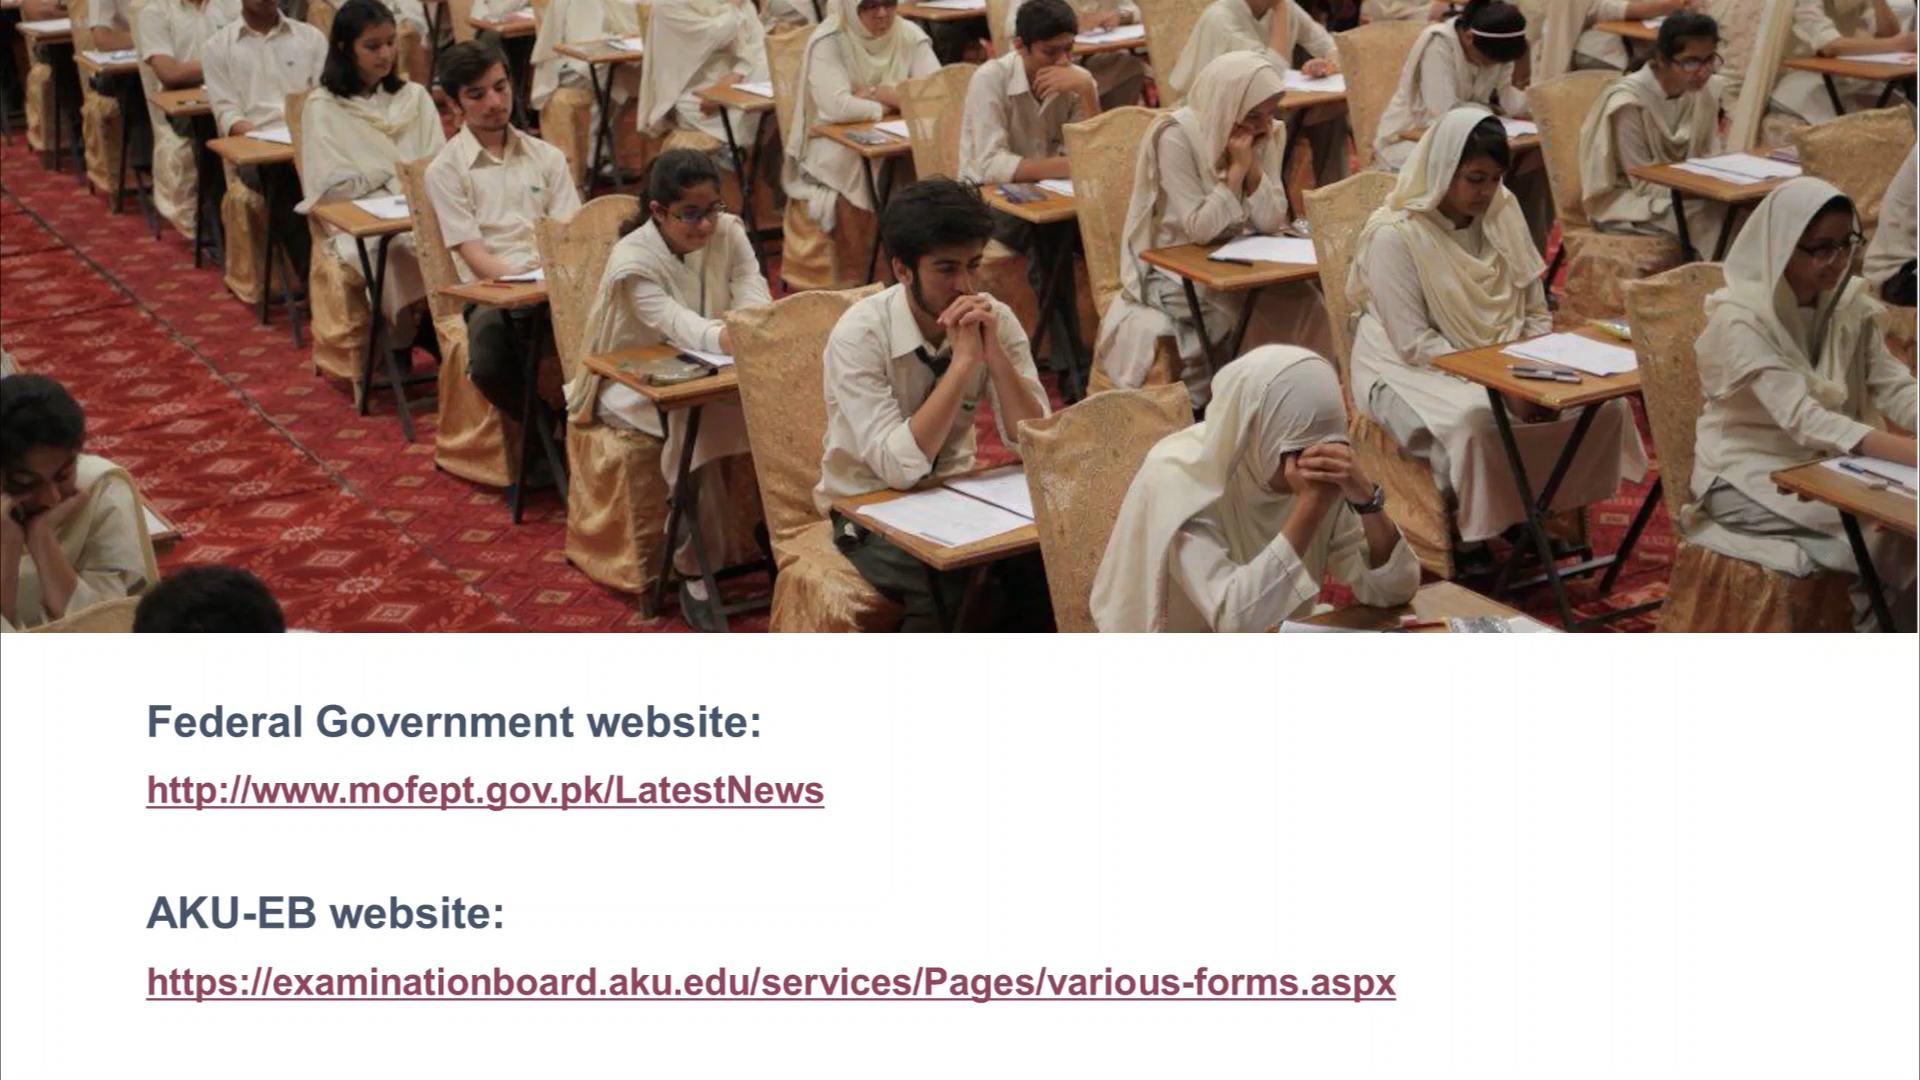 Federal Government website:
http://www.mofept.gov.pk/LatestNews
AKU-EB website:
https://examinationboard.aku.edu/services/Pages/various-forms.aspx